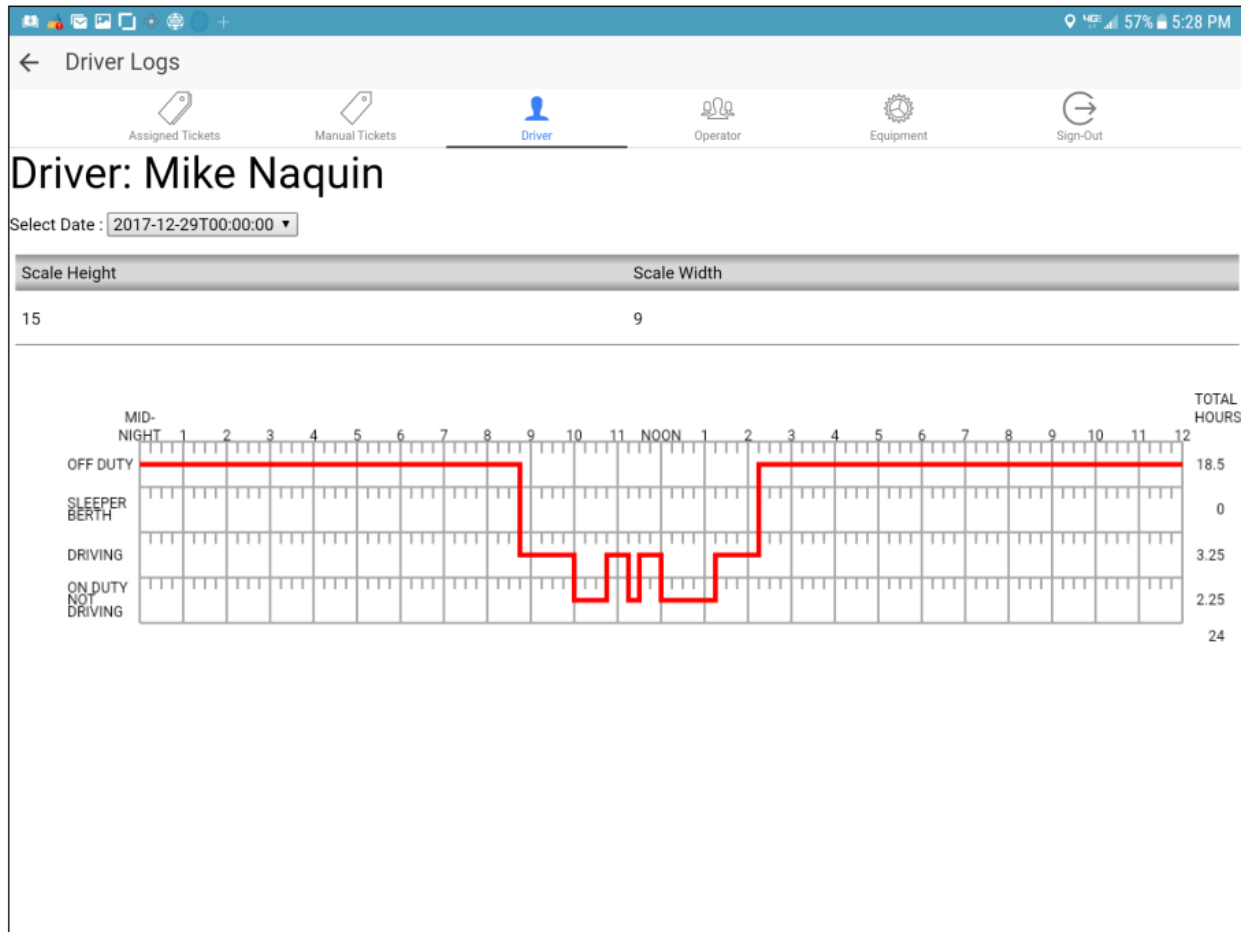 57% 5:28 PM
Driver Logs
Assigned Tickets Manual Tickets Driver Operator Equipment Sign-Out
Driver: Mike Naquin
Select Date : 2017-12-29T00:00:00
Scale Height Scale Width
15 9
TOTAL
HOURS
MID-
NIGHT 1 2 3 4 5 6 7 8 9 10 11 NOON 1 2 3 4 5 6 7 8 9 10 11 12
OFF DUTY 18.5
SLEEPER
BERTH 0
DRIVING 3.25
ON DUTY
NOT
DRIVING 2.25
24